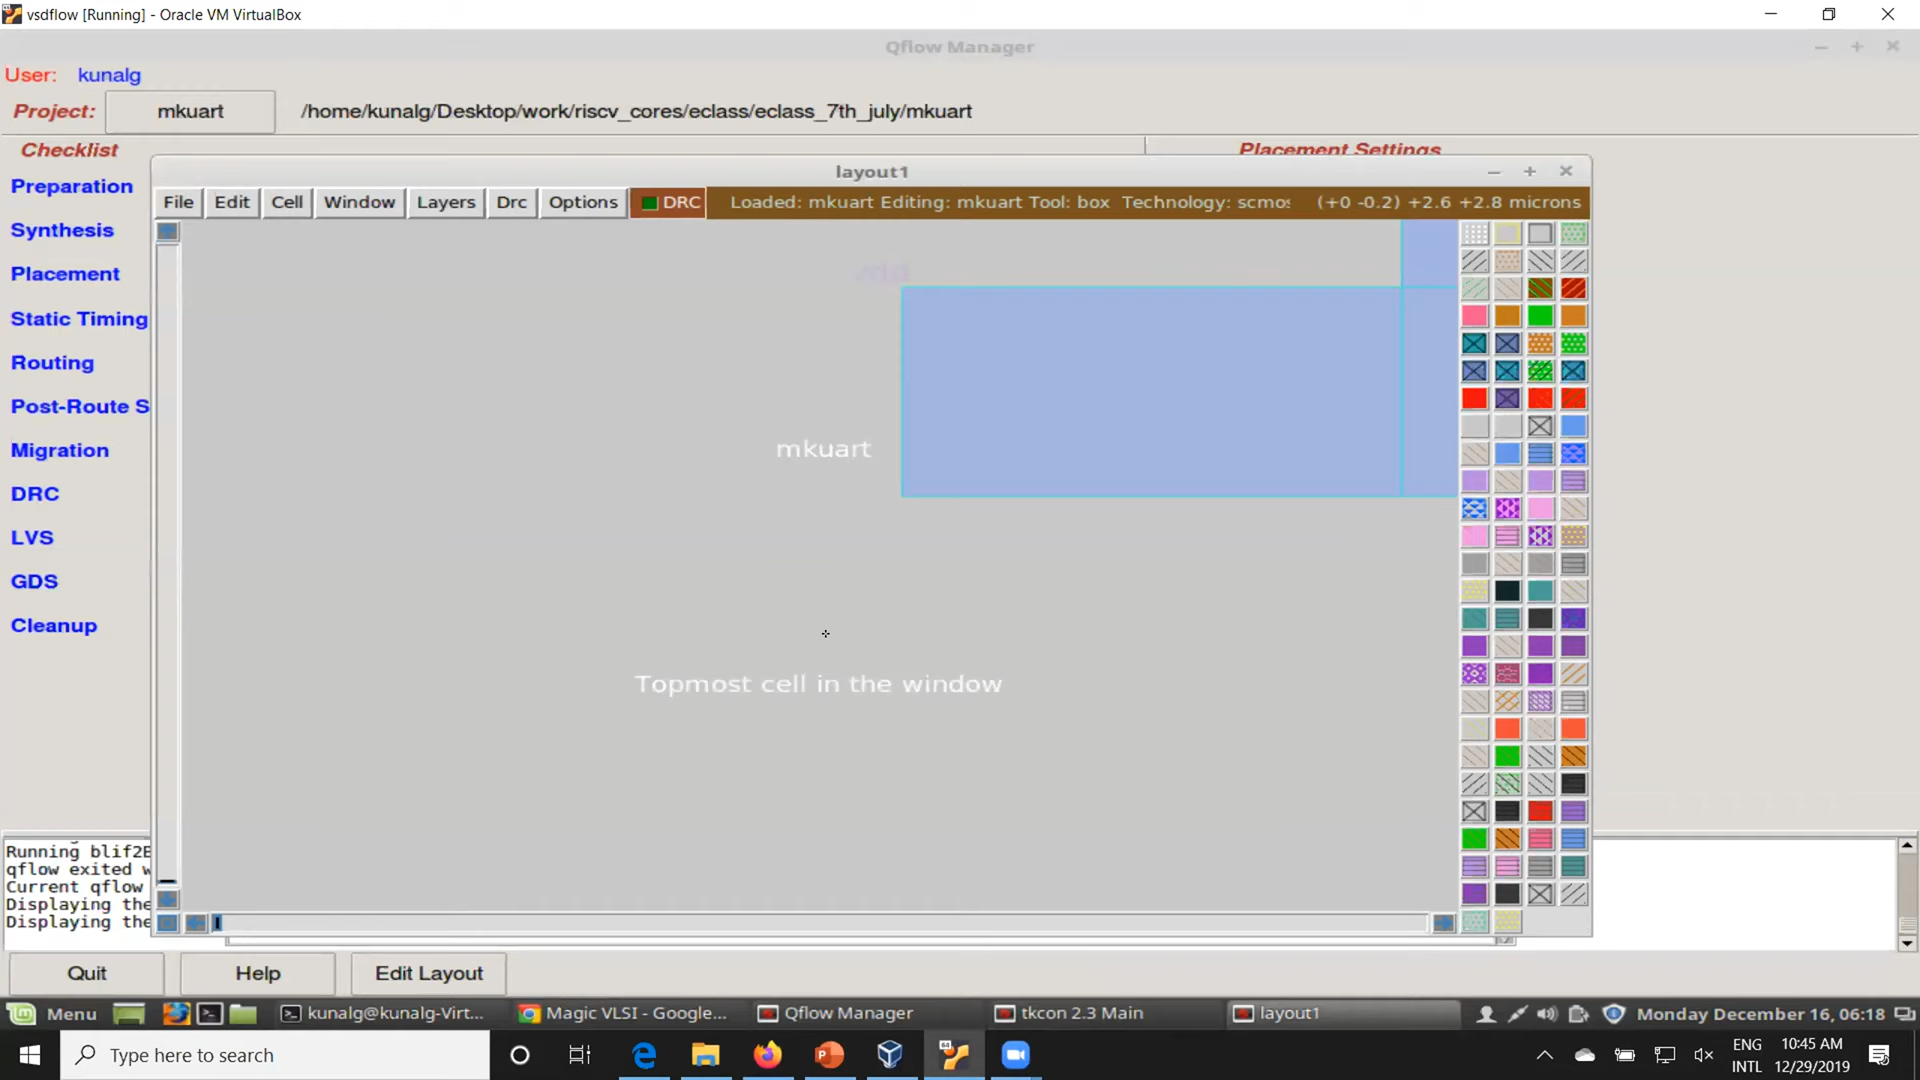 vsdflow [Running] - Oracle VM VirtualBox
Qflow Manager
User: kunalg
Project: mkuart /home/kunalg/Desktop/work/riscv_cores/eclass/eclass_7th_july/mkuart
Checklist
Placement Settings
layout1
Preparation
File Edit Cell Window Layers Drc Options DRC Loaded: mkuart Editing: mkuart Tool: box Technology: scmos (+0 -0.2) +2.6 +2.8 microns
Synthesis
Placement
Static Timing
Routing
Post-Route S
mkuart
Migration
DRC
LVS
GDS
Cleanup
Topmost cell in the window
Running blif2
qflow exited w
Current qflow
Displaying the
Displaying the
Quit Help Edit Layout
Menu kunalg@kunalg-Virt... Magic VLSI - Google... Qflow Manager tkcon 2.3 Main layout1 Monday December 16, 06:18
Type here to search
ENG
INTL
10:45 AM
12/29/2019